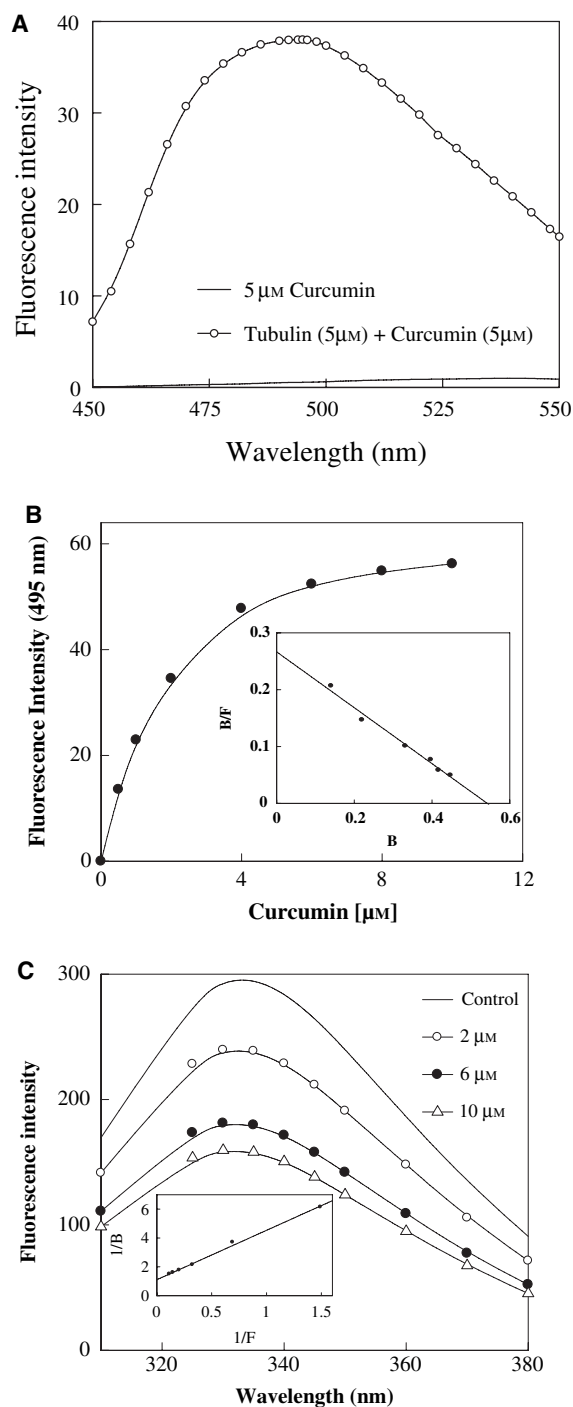 A
40
30
20
10
0
Fluorescence intensity
5 µM Curcumin
Tubulin (5µM) + Curcumin (5µM)
450 475 500 525 550
Wavelength (nm)
B
60
40
20
0
Fluorescence Intensity (495 nm)
0.3
0.2
0.1
0
B/F
0 0.2 0.4 0.6
B
0 4 8 12
Curcumin [µM]
C
300
200
100
0
Fluorescence intensity
Control
2 µM
6 µM
10 µM
6
4
2
0
1/B
0 0.5 1 1.5
1/F
320 340 360 380
Wavelength (nm)